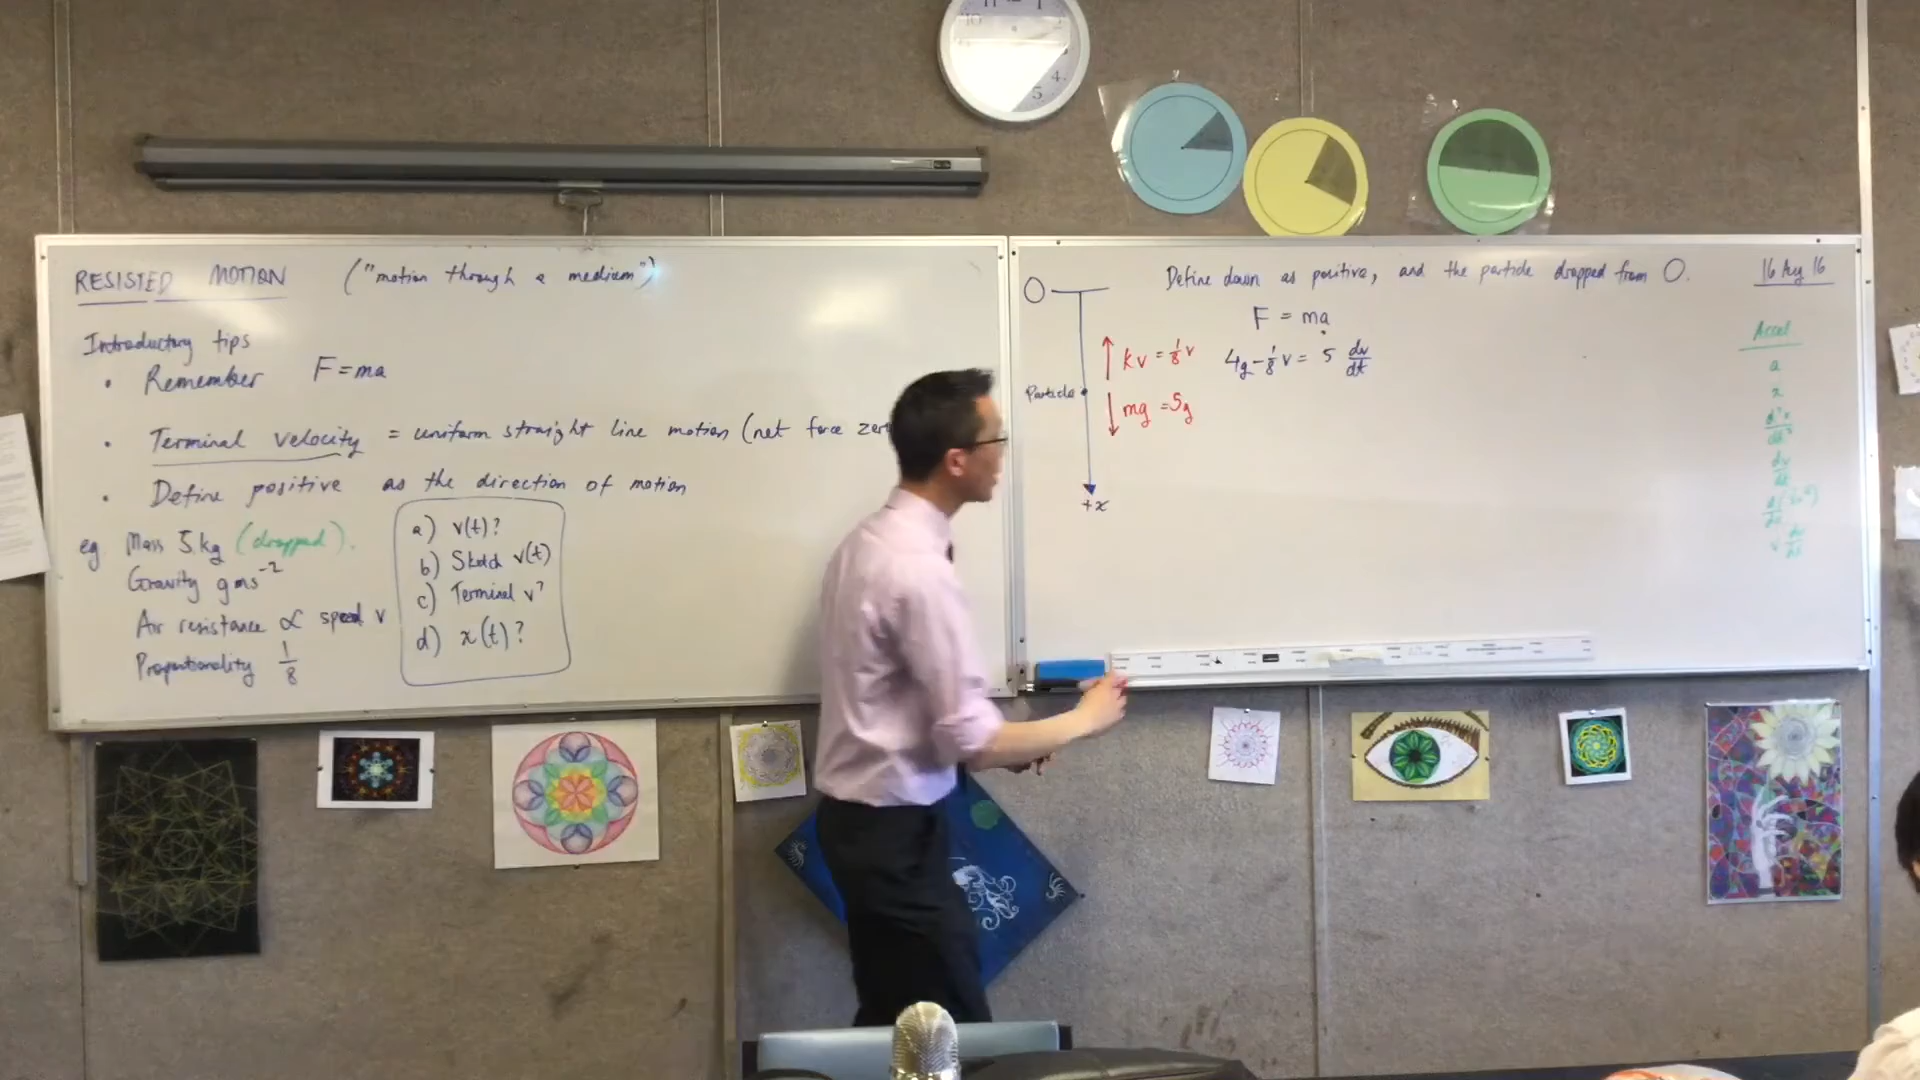 RESISTED MOTION ("motion through a medium")
Introductory tips
• Remember F=ma
• Terminal velocity = uniform straight line motion (net force zer
• Define positive as the direction of motion
eg Mass 5kg (dropped).
Gravity g ms⁻²
Air resistance ∝ speed v
Proportionality 1/8
a) v(t)?
b) Sketch v(t)
c) Terminal v?
d) x(t)?
Define down as positive, and the particle dropped from O.
16 Aug 16
O
F = ma
kv = 1/8 v
4g - 1/8 v = 5 dv/dt
Particle
mg = 5g
+x
Accel
a
d²x/dt²
dv/dt
v dv/dx